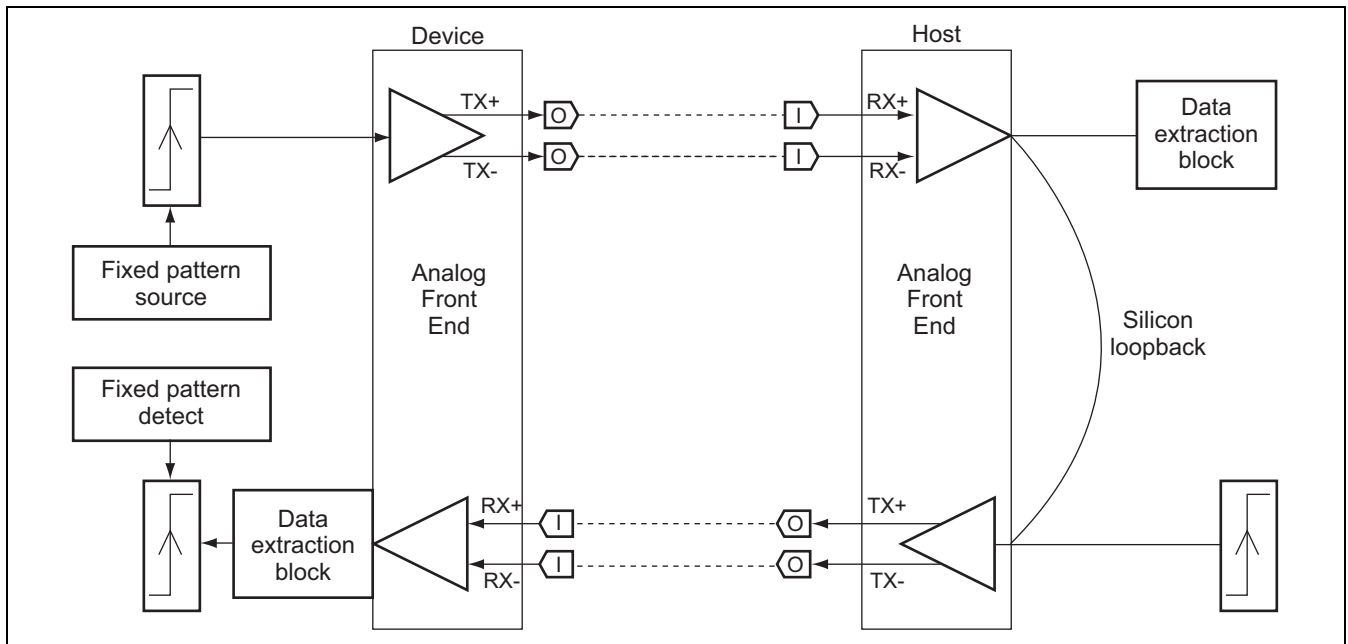 Device
Host
TX+
O
I
RX+
TX-
O
I
RX-
Data
extraction
block
Fixed pattern
source
Analog
Front
End
Analog
Front
End
Silicon
loopback
Fixed pattern
detect
Data
extraction
block
RX+
I
O
TX+
RX-
I
O
TX-